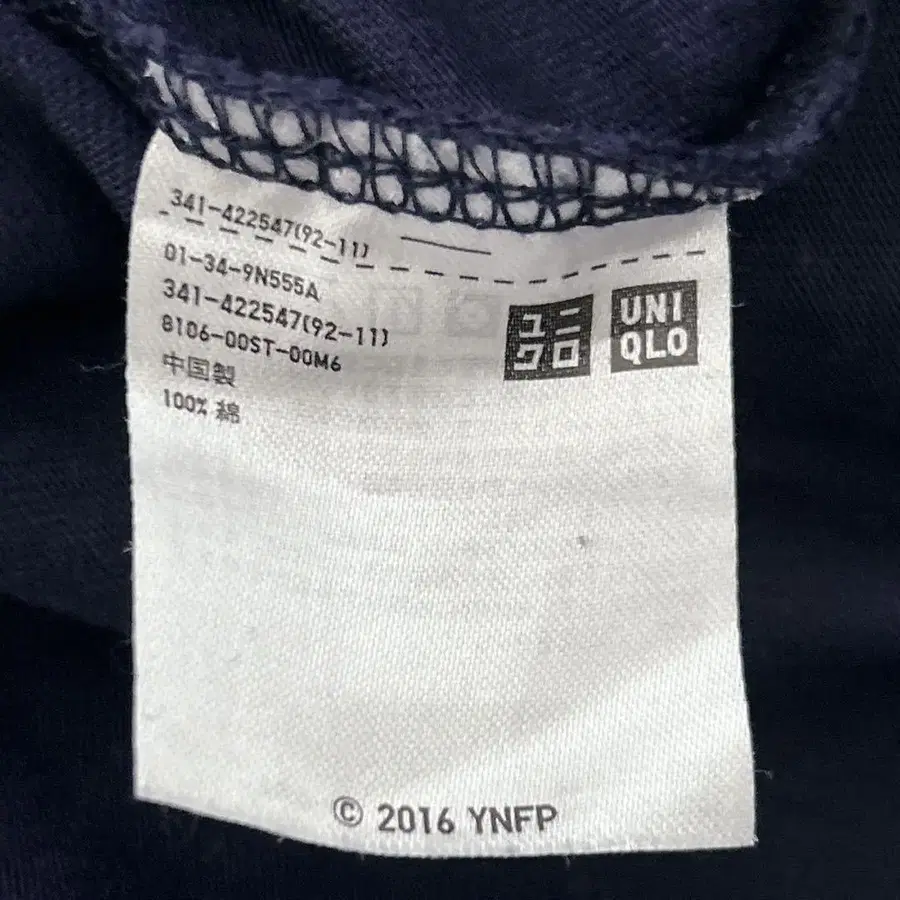 341-422547(92-11)
01-34-9N555A
341-422547(92-11)
8106-00ST-00M6
中国製
100% 綿
ユニ
クロ
UNI
QLO
© 2016 YNFP